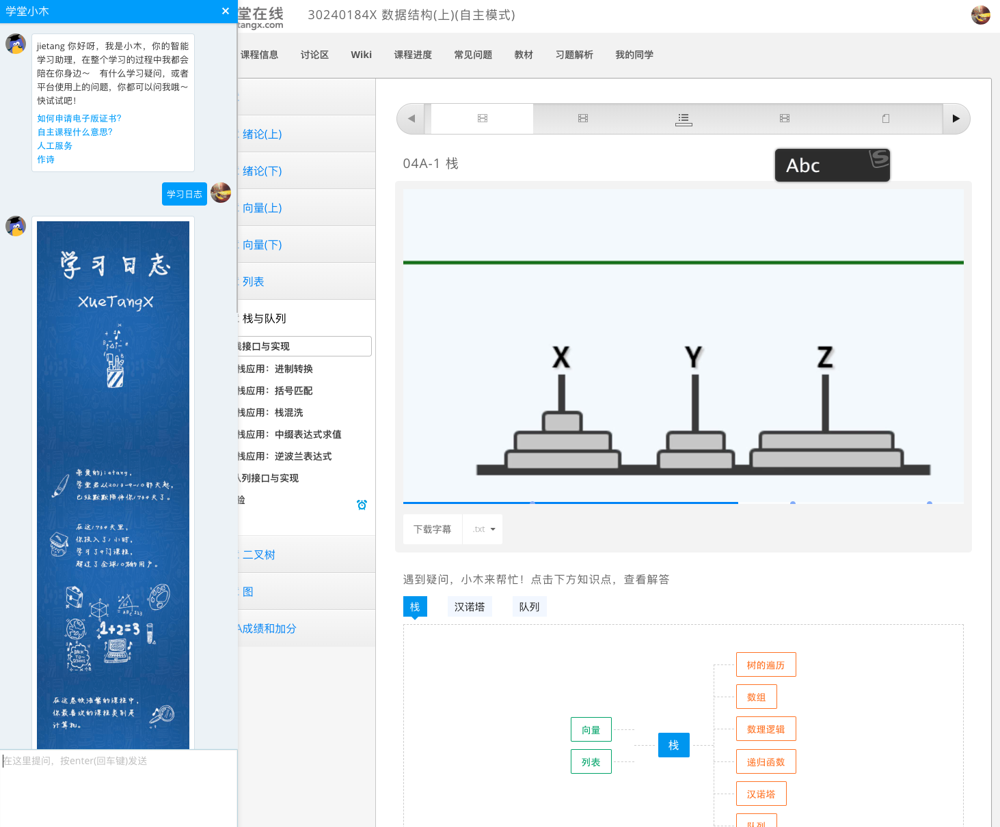 学堂小木
×
jietang 你好呀，我是小木，你的智能
学习助理，在整个学习的过程中我都会
陪在你身边～ 有什么学习疑问，或者
平台使用上的问题，你都可以问我哦～
快试试吧！
如何申请电子版证书？
自主课程什么意思？
人工服务
作诗
学习日志
学习日志
XueTangX
亲爱的jietang，
学堂君从2013-9-10那天起，
已经默默陪伴你1734天了。
在这1734天里，
你投入了1小时，
学习了9门课程，
超过了全球10%的用户。
1+2=3
BACK
TO
SCHOOL
在这卷帙浩繁的课程中，
你最喜欢的课程类别是
计算机。
在这里提问，按enter(回车键)发送
堂在线
tangx.com
30240184X 数据结构(上)(自主模式)
课程信息
讨论区
Wiki
课程进度
常见问题
教材
习题解析
我的同学
绪论(上)
绪论(下)
向量(上)
向量(下)
列表
栈与队列
栈接口与实现
栈应用：进制转换
栈应用：括号匹配
栈应用：栈混洗
栈应用：中缀表达式求值
栈应用：逆波兰表达式
队列接口与实现
验
二叉树
图
A成绩和加分
04A-1 栈
Abc
X
Y
Z
下载字幕
.txt
遇到疑问，小木来帮忙！点击下方知识点，查看解答
栈
汉诺塔
队列
向量
列表
栈
树的遍历
数组
数理逻辑
递归函数
汉诺塔
队列